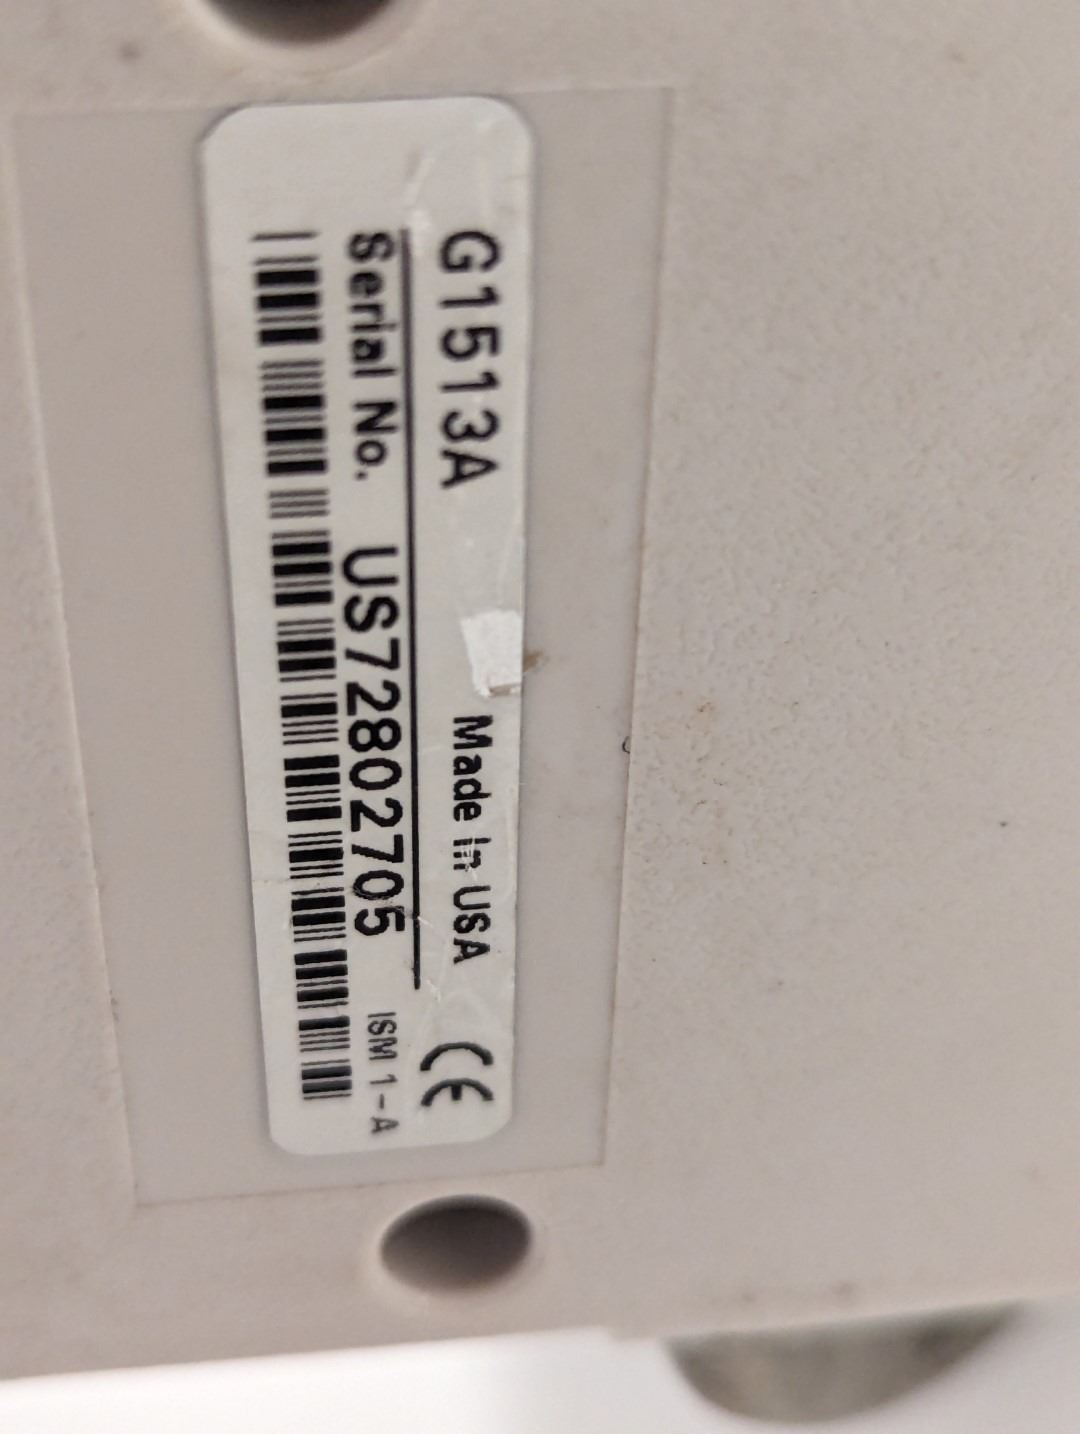 G1513A Made in USA CE
Serial No. US72802705 ISM 1-A